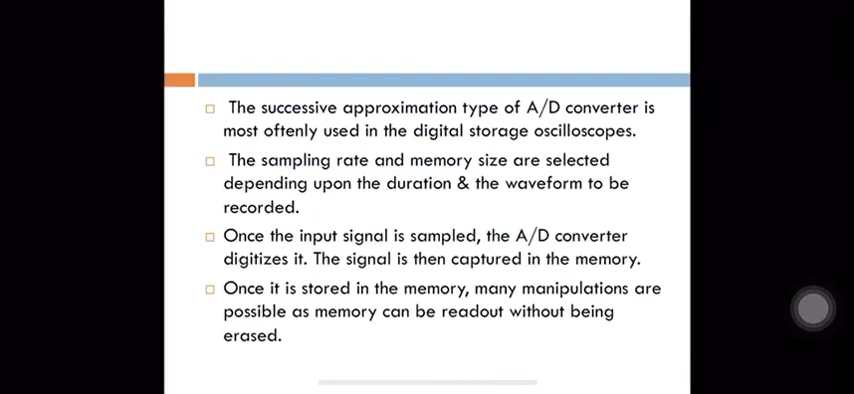 The successive approximation type of A/D converter is
most oftenly used in the digital storage oscilloscopes.
The sampling rate and memory size are selected
depending upon the duration & the waveform to be
recorded.
Once the input signal is sampled, the A/D converter
digitizes it. The signal is then captured in the memory.
Once it is stored in the memory, many manipulations are
possible as memory can be readout without being
erased.